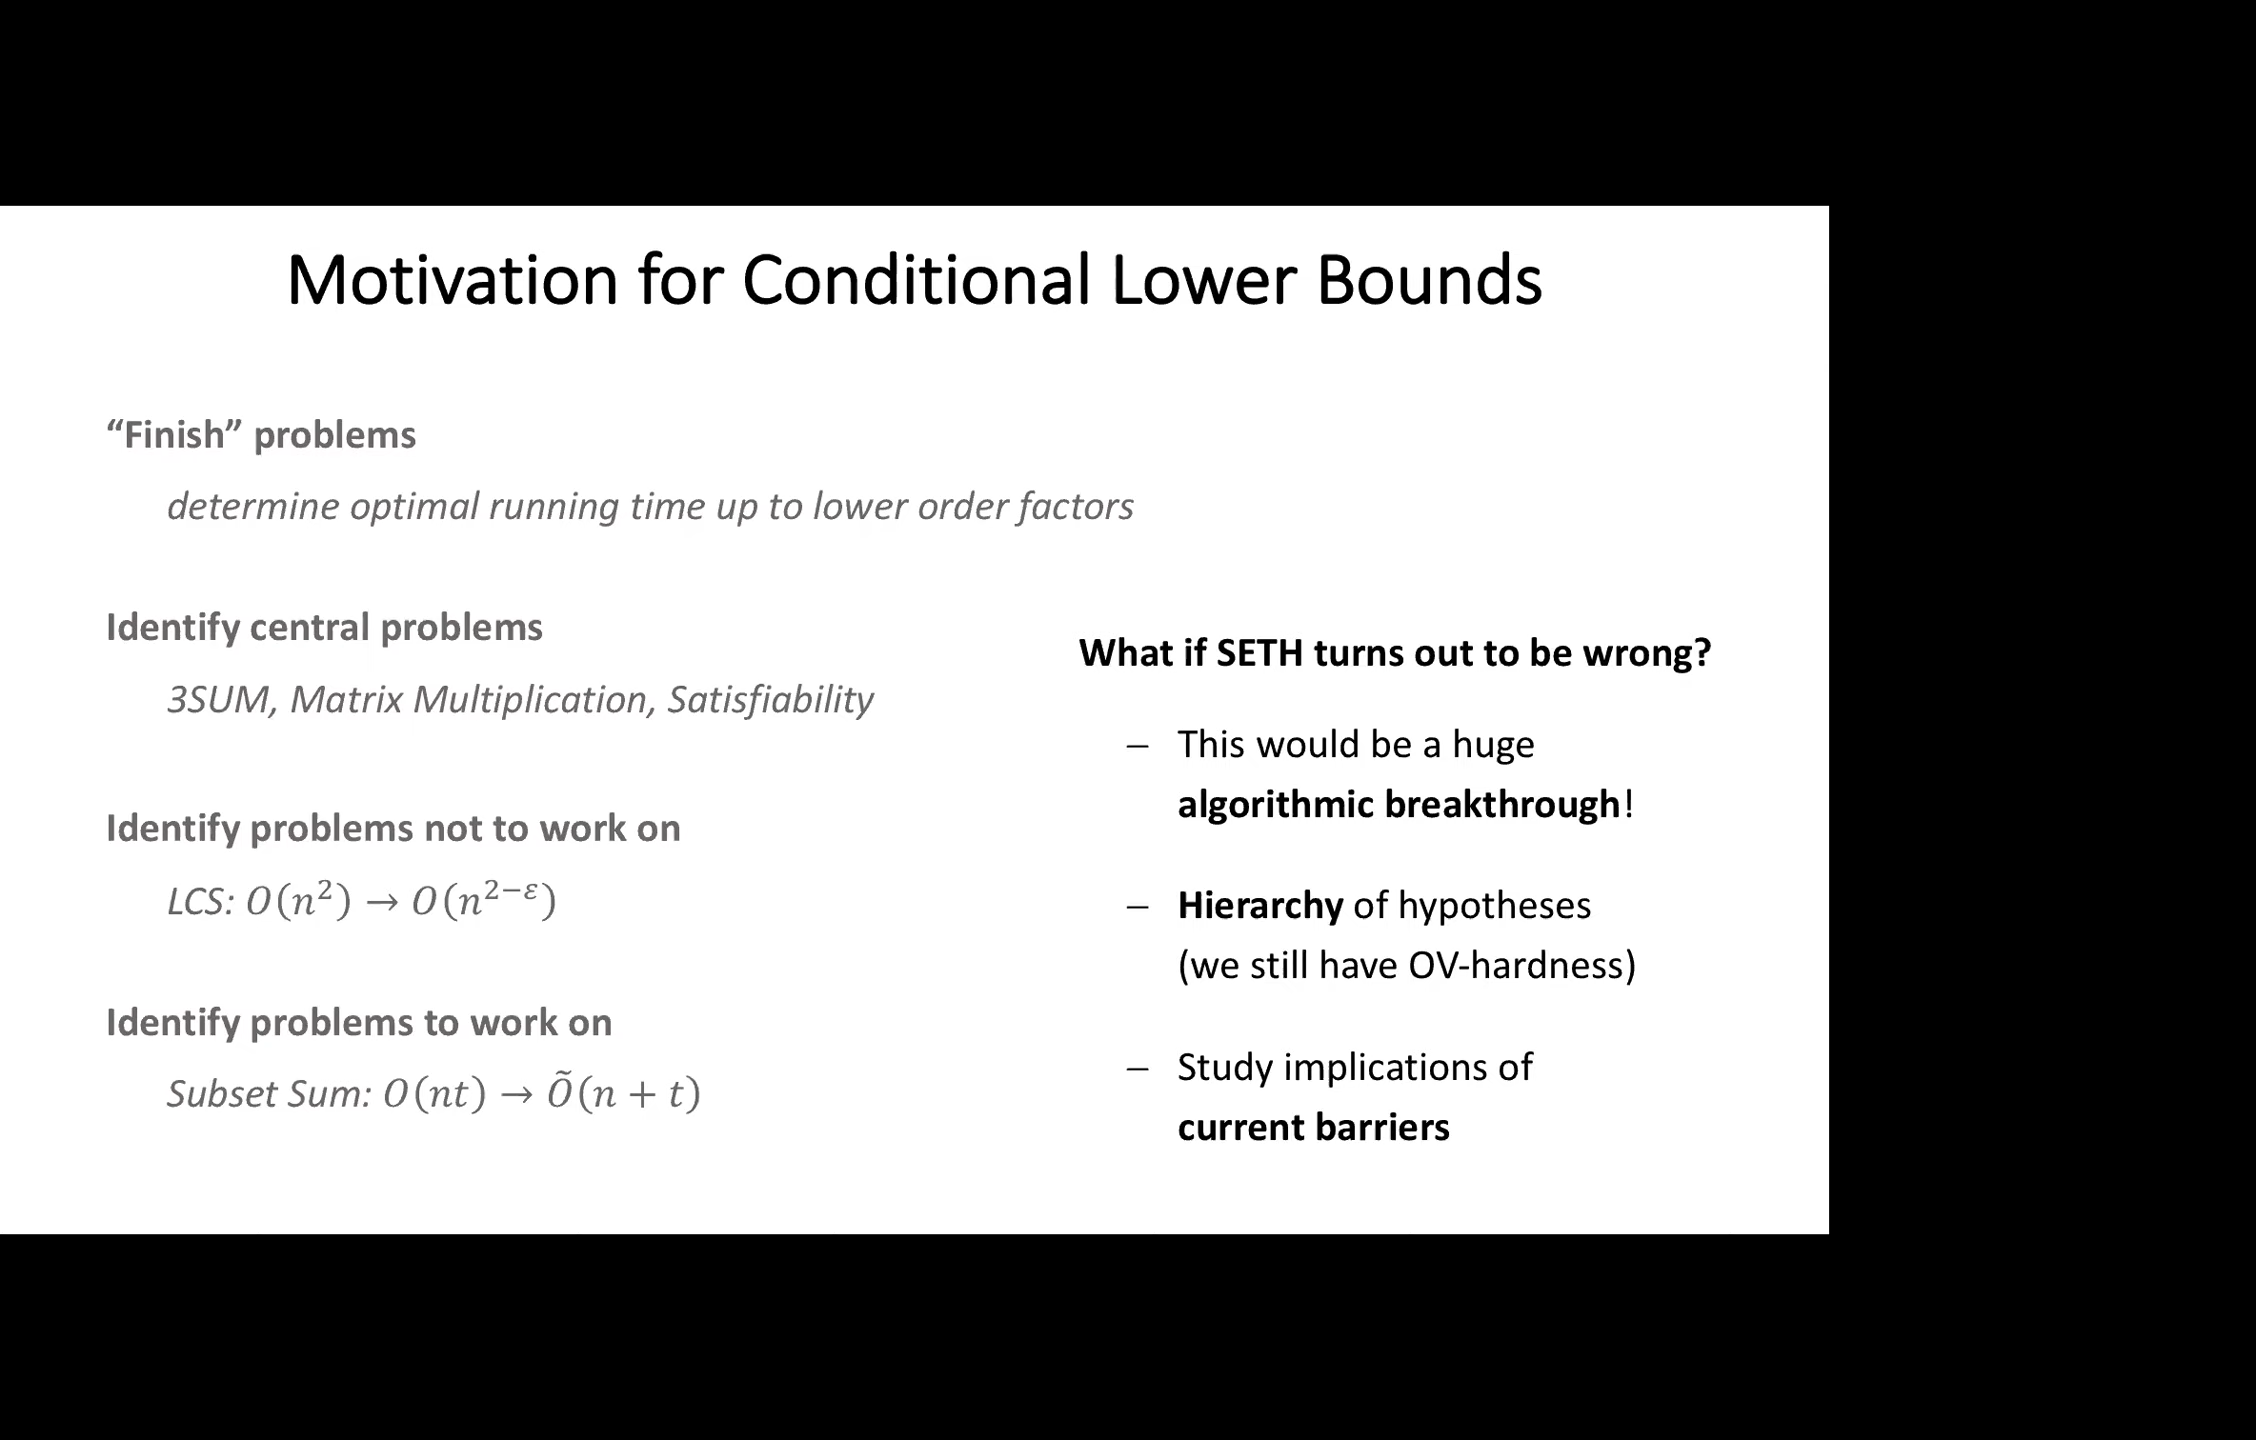 Motivation for Conditional Lower Bounds
“Finish” problems
determine optimal running time up to lower order factors
Identify central problems
3SUM, Matrix Multiplication, Satisfiability
Identify problems not to work on
LCS: O(n²) → O(n²⁻ᵋ)
Identify problems to work on
Subset Sum: O(nt) → Õ(n + t)
What if SETH turns out to be wrong?
– This would be a huge
algorithmic breakthrough!
– Hierarchy of hypotheses
(we still have OV-hardness)
– Study implications of
current barriers